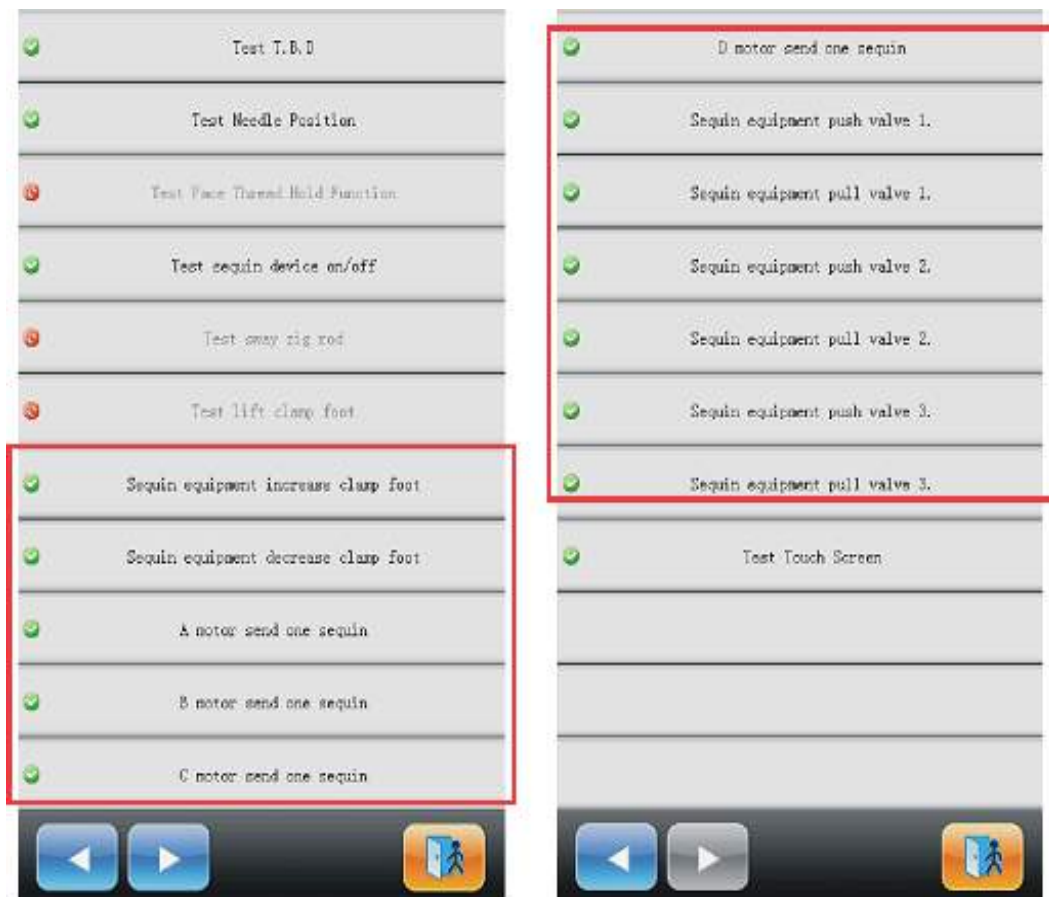 Test T.B.D
Test Needle Position
Test Face Thread Hold Function
Test sequin device on/off
Test sway zig rod
Test lift clamp foot
Sequin equipment increase clamp foot
Sequin equipment decrease clamp foot
A motor send one sequin
B motor send one sequin
C motor send one sequin
D motor send one sequin
Sequin equipment push valve 1.
Sequin equipment pull valve 1.
Sequin equipment push valve 2.
Sequin equipment pull valve 2.
Sequin equipment push valve 3.
Sequin equipment pull valve 3.
Test Touch Screen